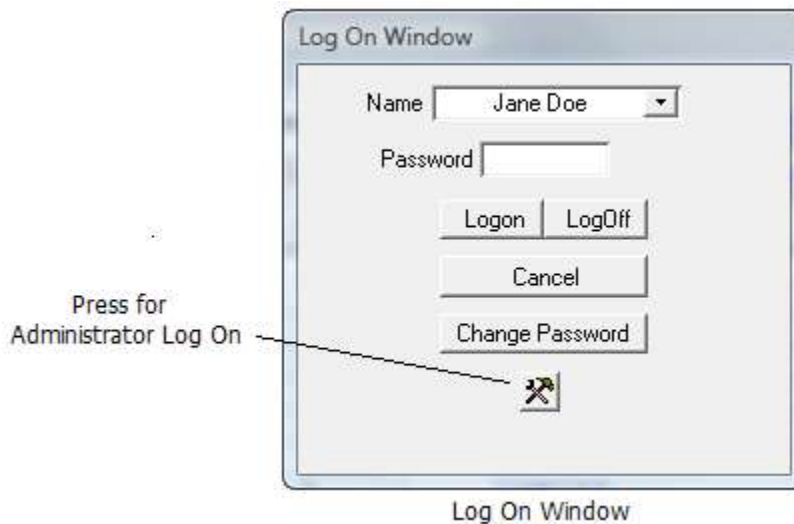 Log On Window
Name Jane Doe
Password
Logon LogOff
Cancel
Press for
Administrator Log On
Change Password
Log On Window